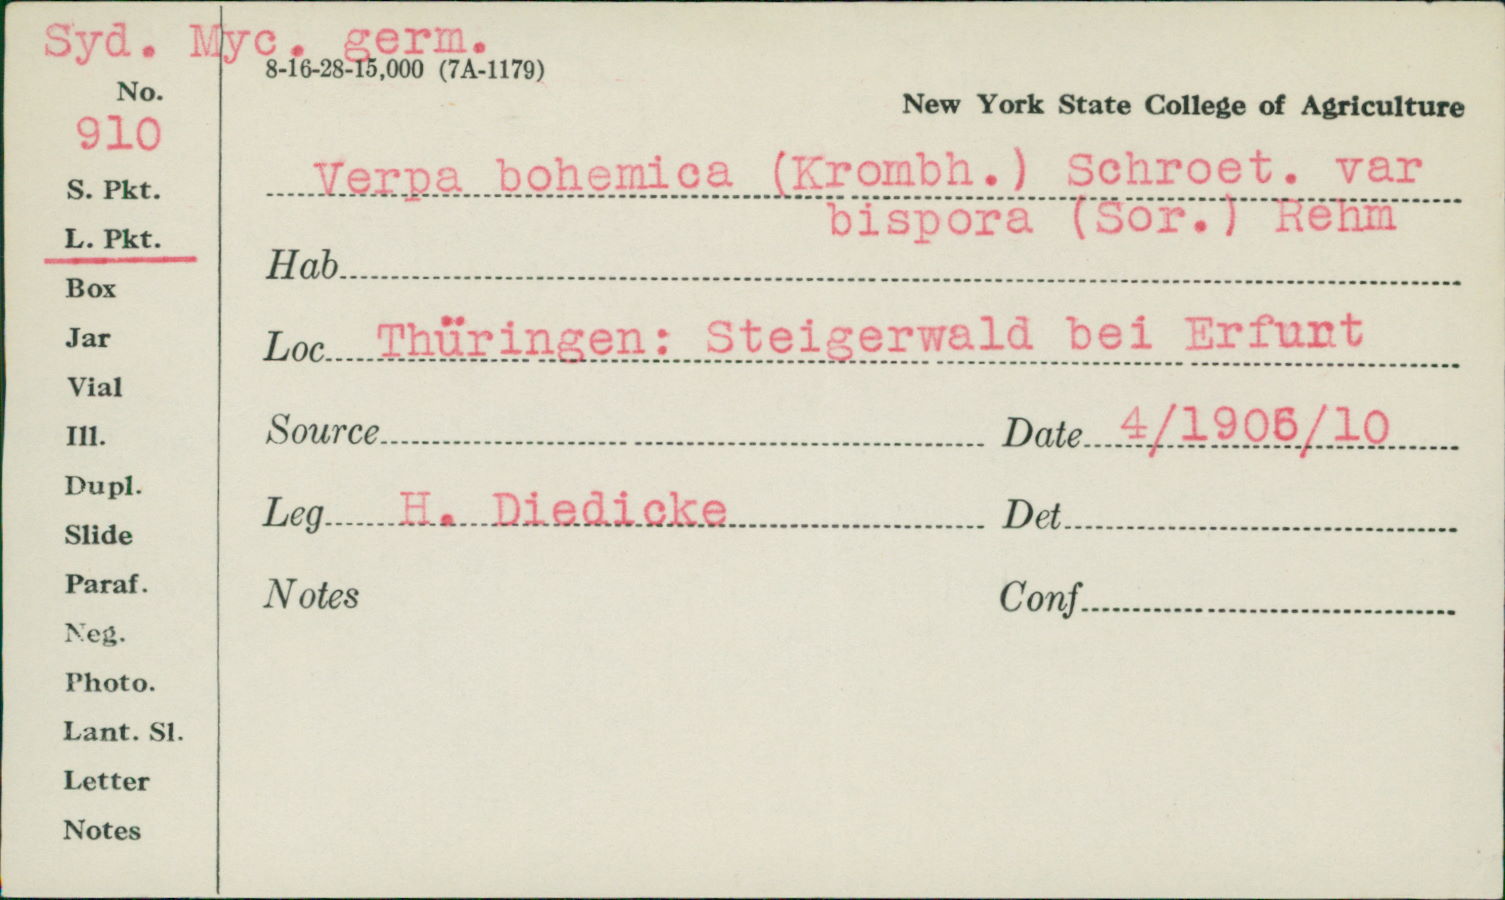 Syd. Myc. germ.
8-16-28-15,000 (7A-1179)
No.
910
New York State College of Agriculture
Verpa bohemica (Krombh.) Schroet. var
bispora (Sor.) Rehm
S. Pkt.
L. Pkt.
Box
Jar
Vial
Ill.
Dupl.
Slide
Paraf.
Neg.
Photo.
Lant. Sl.
Letter
Notes
Hab
Loc Thüringen: Steigerwald bei Erfurt
Source Date 4/1906/10
Leg H. Diedicke Det
Notes Conf